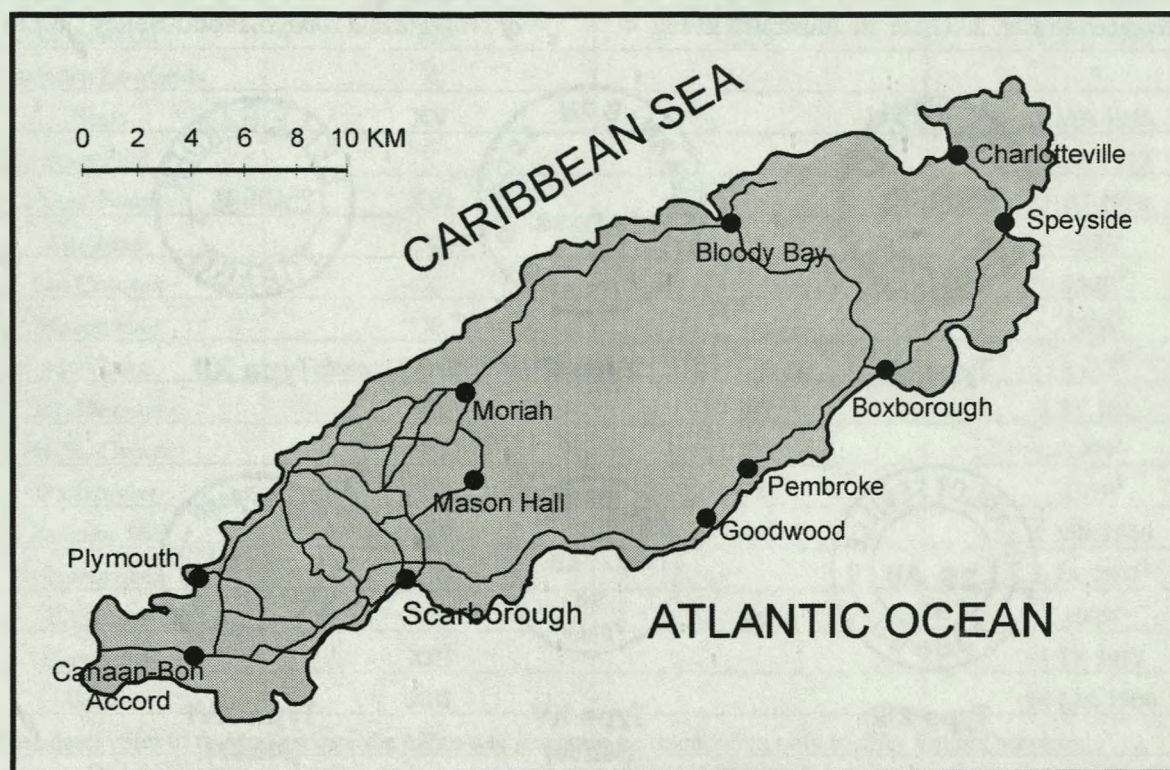 CARIBBEAN SEA
0 2 4 6 8 10 KM
Charlotteville
Speyside
Bloody Bay
Boxborough
Moriah
Mason Hall
Pembroke
Goodwood
Plymouth
Scarborough
ATLANTIC OCEAN
Canaan-Bon
Accord